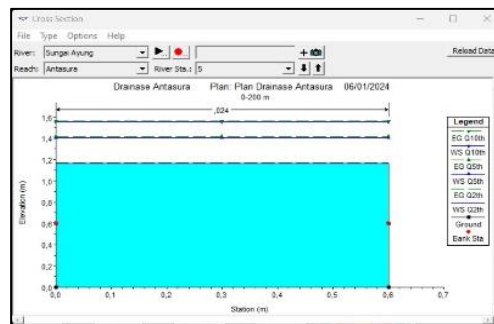 Cross Section
File Type Options Help
River: Sungai Ayung
Reload Data
Reach: Antasura River Sta.: 5
Drainase Antasura Plan: Plan Drainase Antasura 06/01/2024
0-200 m
,024
Legend
EG Q10th
WS Q10th
EG Q5th
WS Q5th
EG Q2th
WS Q2th
Ground
Bank Sta
Elevation (m)
1,6
1,4
1,2
1,0
0,8
0,6
0,4
0,2
0,0
0,0 0,1 0,2 0,3 0,4 0,5 0,6 0,7
Station (m)